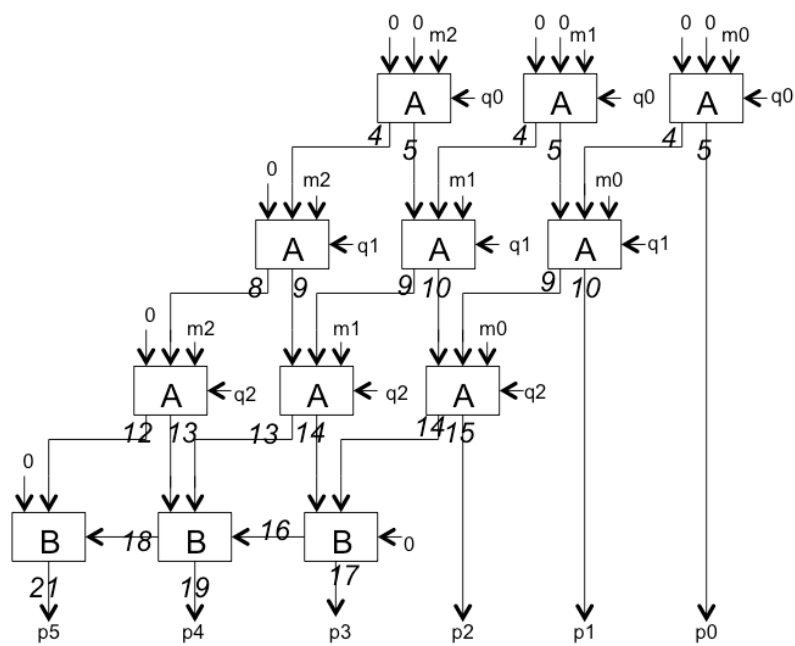 0 0 0 0 0 0
m2 m1 m0
A q0 A q0 A q0
4 5 4 5 4 5
0 m2 m1 m0
A q1 A q1 A q1
8 9 9 10 9 10
0 m2 m1 m0
A q2 A q2 A q2
12 13 13 14 14 15
0
B 18 B 16 B 0
21 19 17
p5 p4 p3 p2 p1 p0